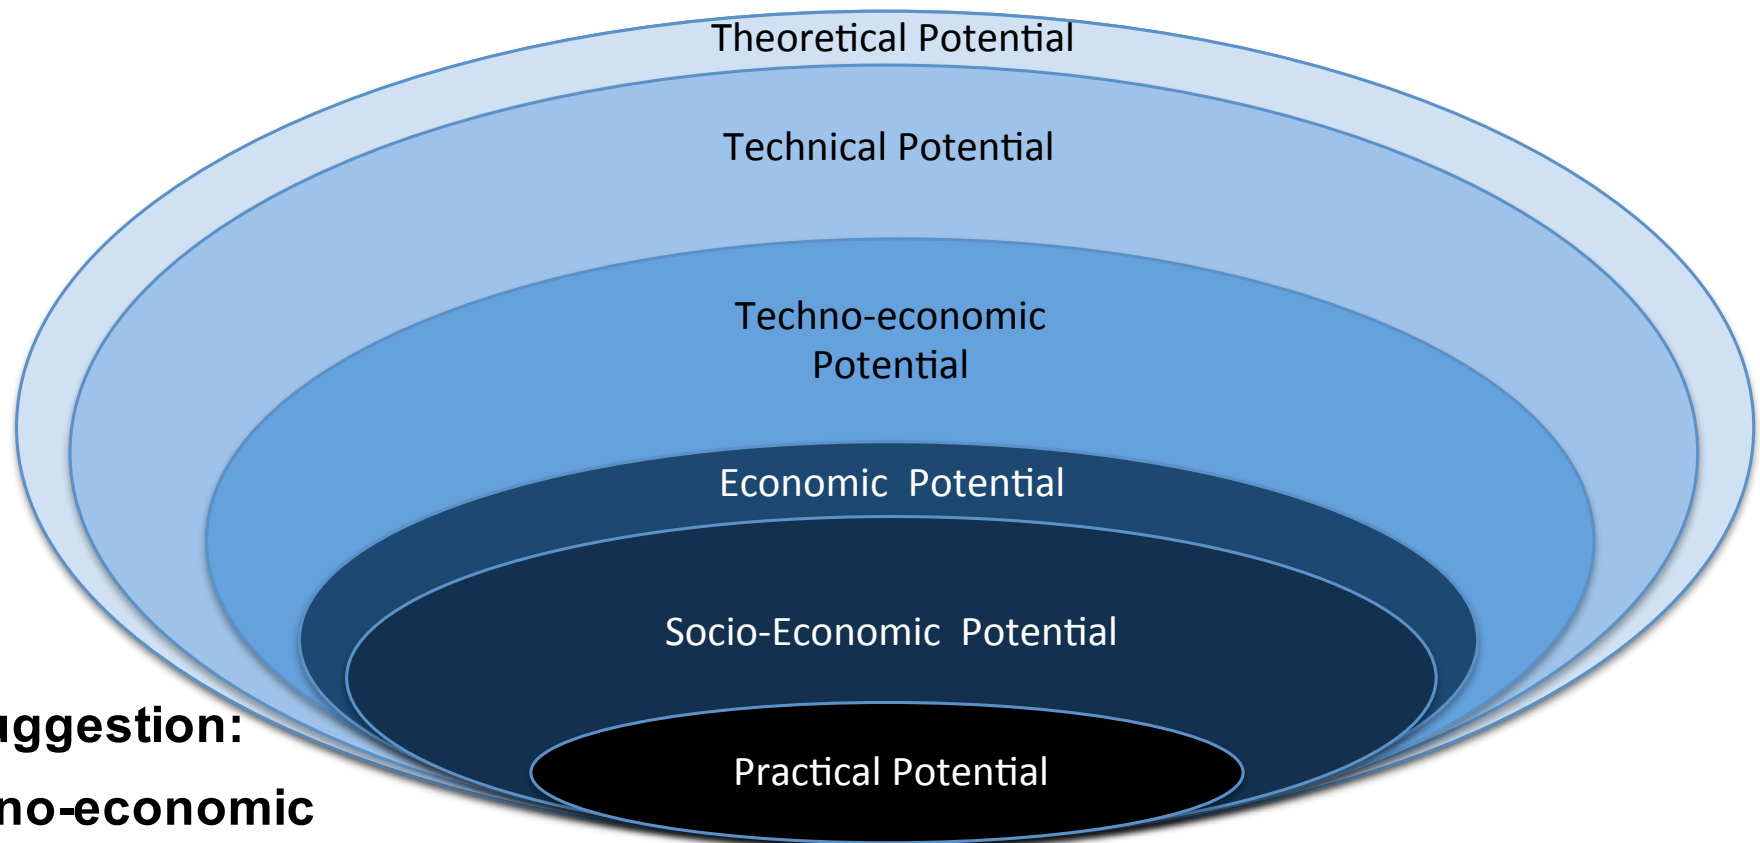 Theoretical Potential
Technical Potential
Techno-economic
Potential
Economic Potential
Socio-Economic Potential
uggestion:
Practical Potential
no-economic